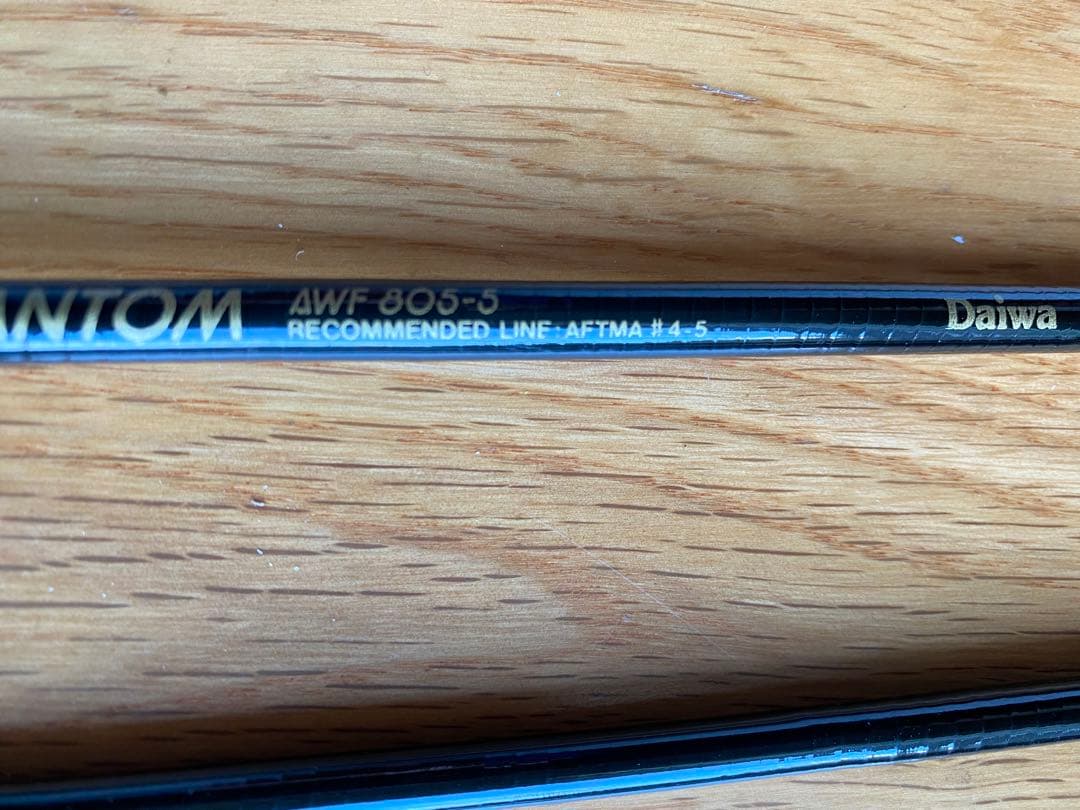 ANTOM
AWF 805-5
RECOMMENDED LINE·AFTMA #4-5
Daiwa